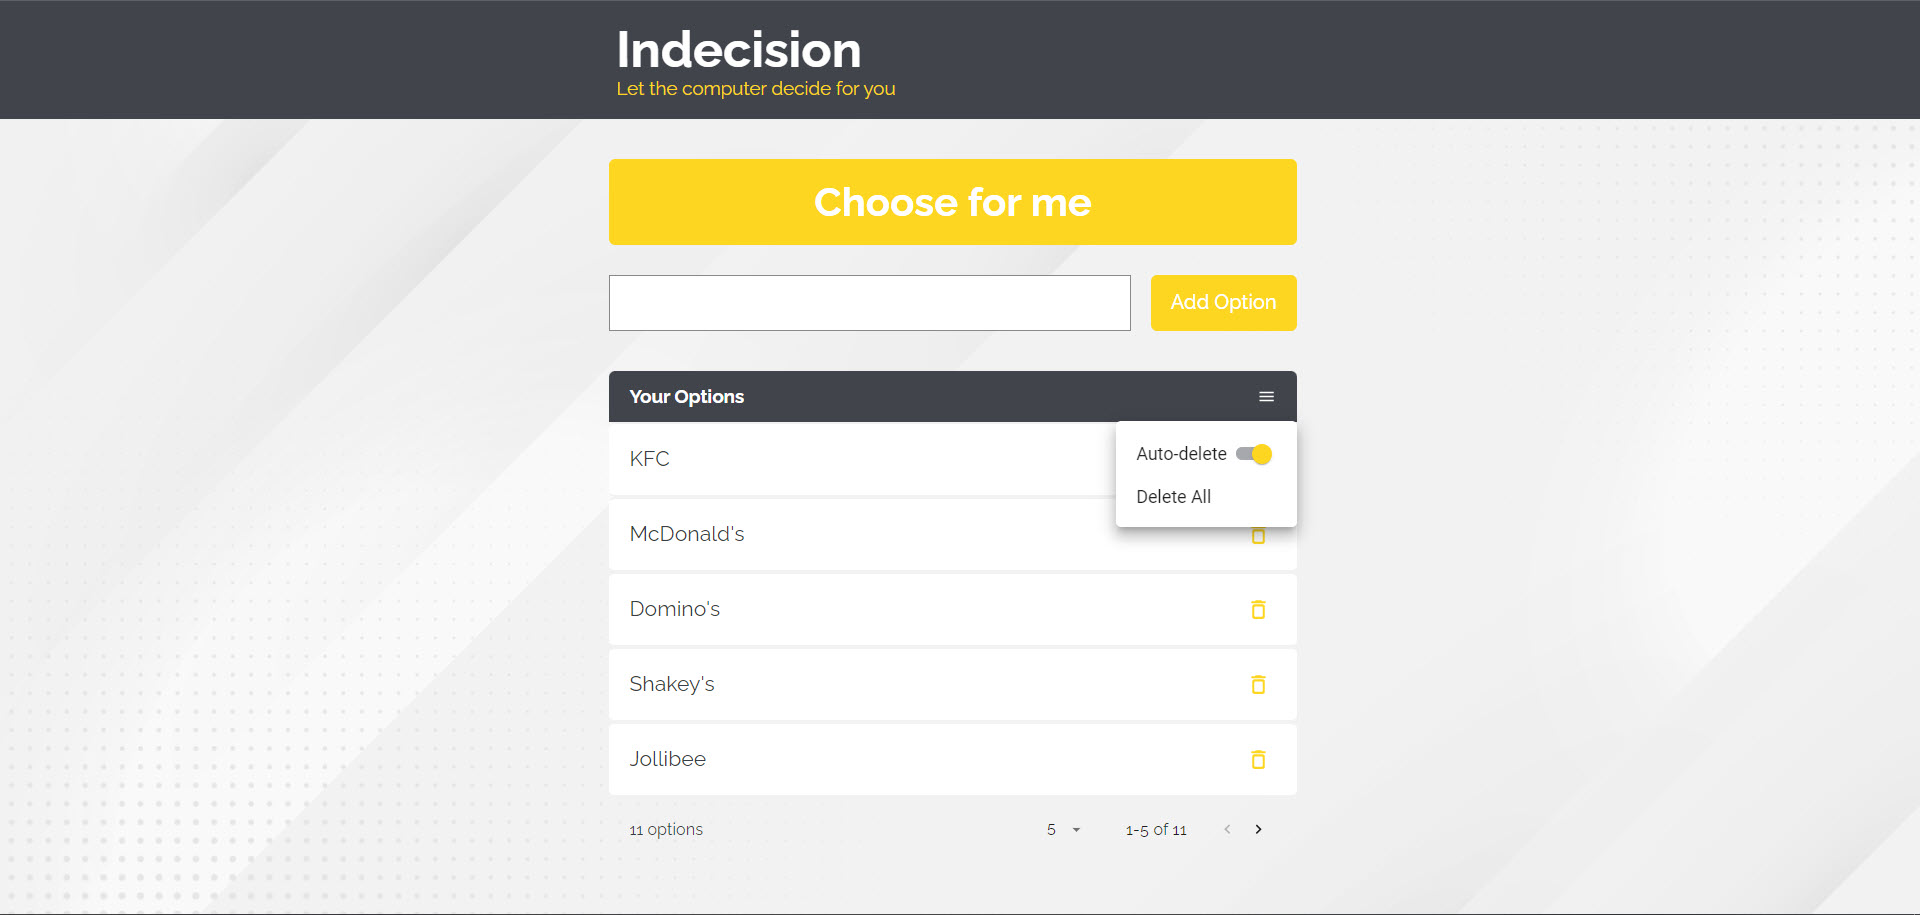 Indecision
Let the computer decide for you
Choose for me
Add Option
Your Options
KFC
Auto-delete
Delete All
McDonald's
Domino's
Shakey's
Jollibee
11 options 5 1-5 of 11